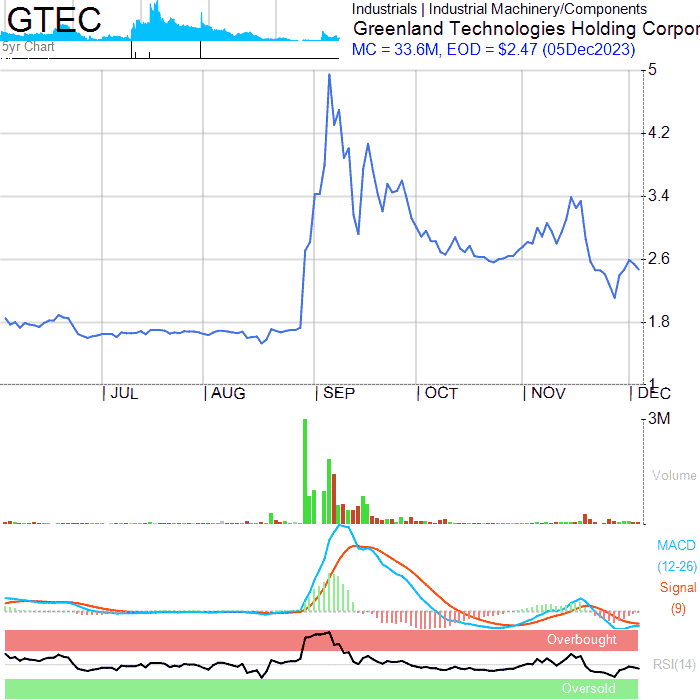 GTEC
5yr Chart
Industrials | Industrial Machinery/Components
Greenland Technologies Holding Corpor
MC = 33.6M, EOD = $2.47 (05Dec2023)
5
4.2
3.4
2.6
1.8
1
JUL AUG SEP OCT NOV DEC
3M
Volume
MACD
(12-26)
Signal
(9)
Overbought
RSI(14)
Oversold